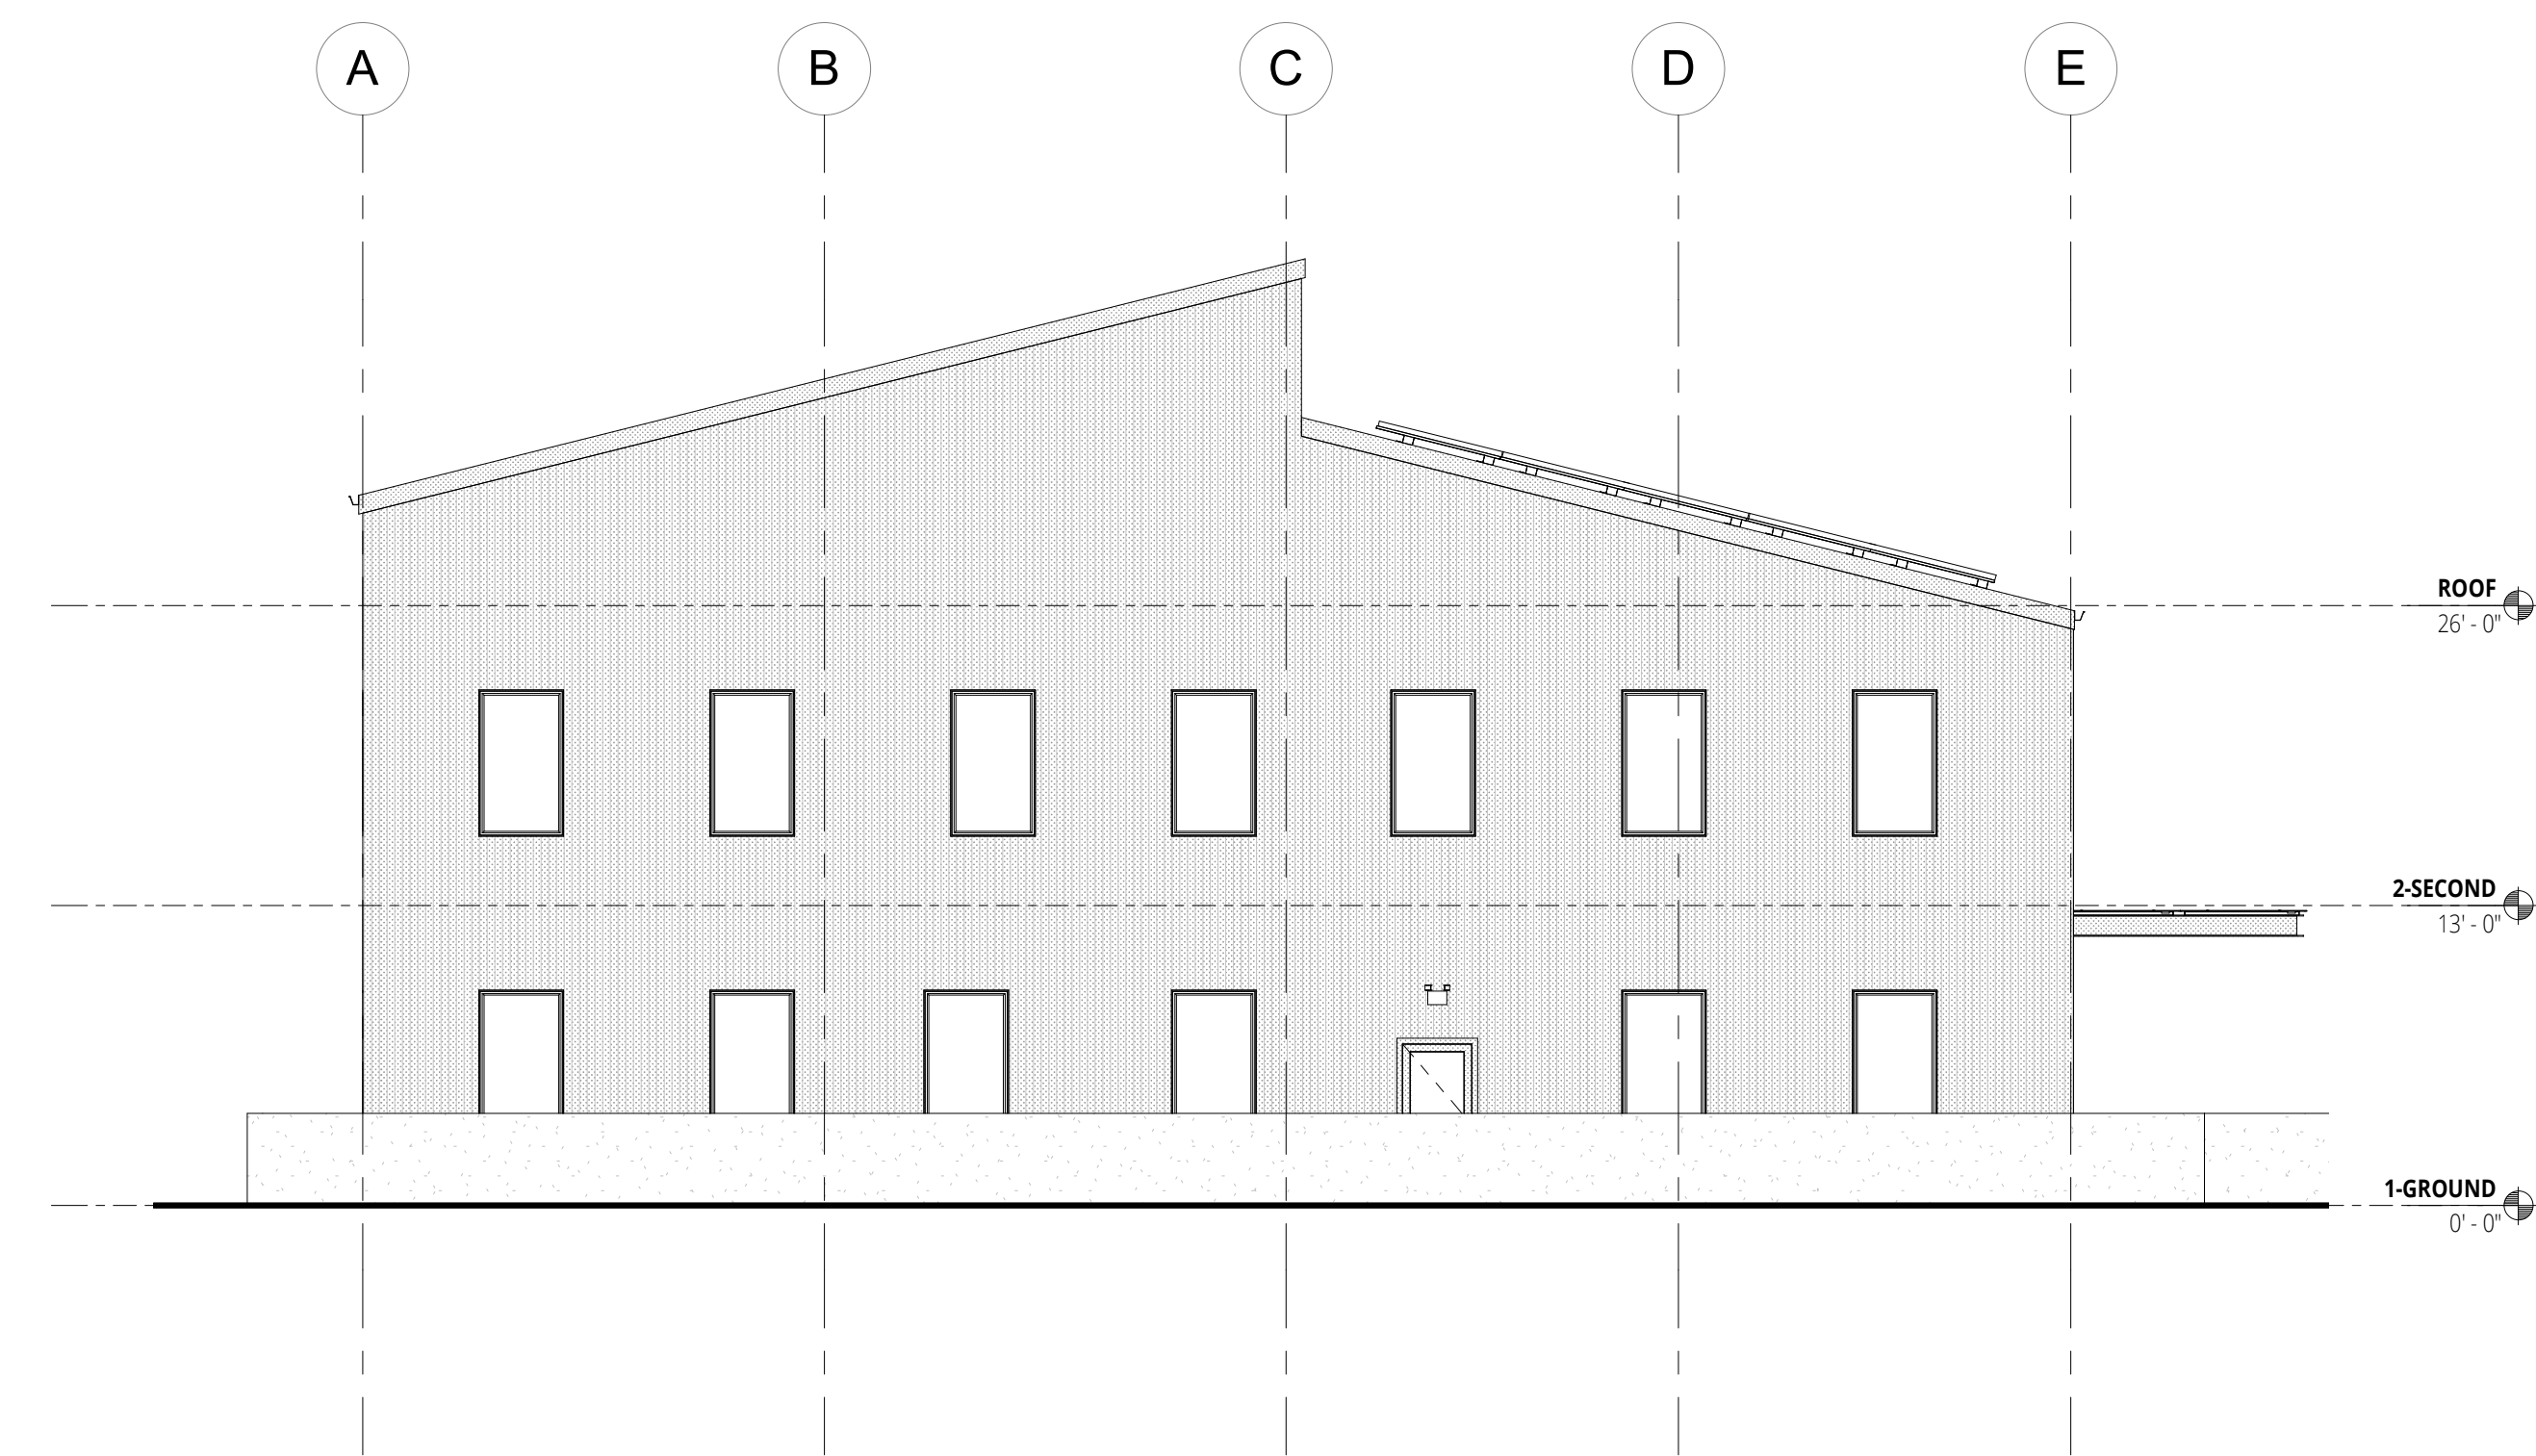 A B C D E
ROOF
26' - 0"
2-SECOND
13' - 0"
1-GROUND
0' - 0"